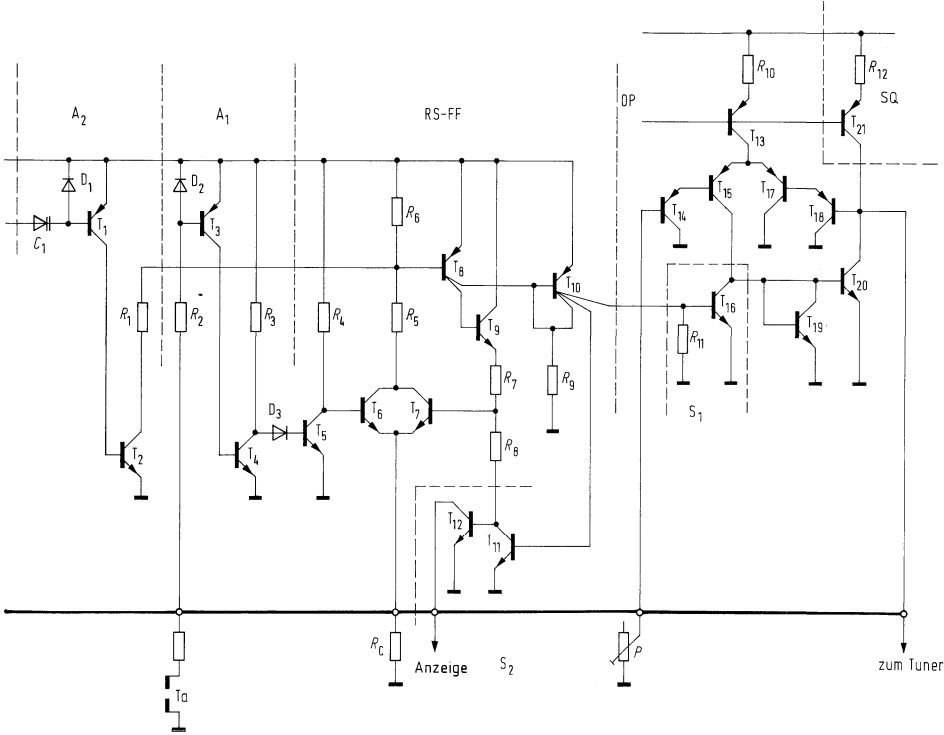 SQ
R10
R12
A2
A1
RS-FF
OP
T13
T21
D1
D2
T15
T17
T14
T18
C1
T1
T3
R6
T8
T10
T20
R1
R2
R3
R4
R5
T9
T16
T19
R11
R7
R9
S1
D3
T6
T7
T5
R8
T2
T4
T12
T11
RC
Anzeige
S2
P
zum Tuner
Ta